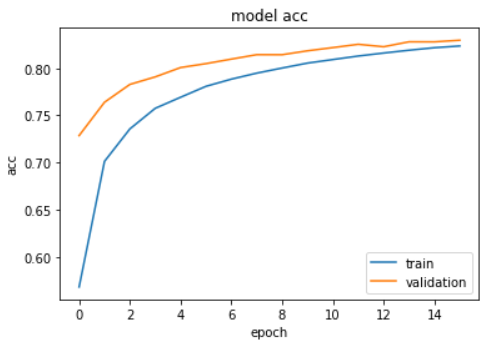 model acc
acc
0.80
0.75
0.70
0.65
0.60
0 2 4 6 8 10 12 14
epoch
train
validation